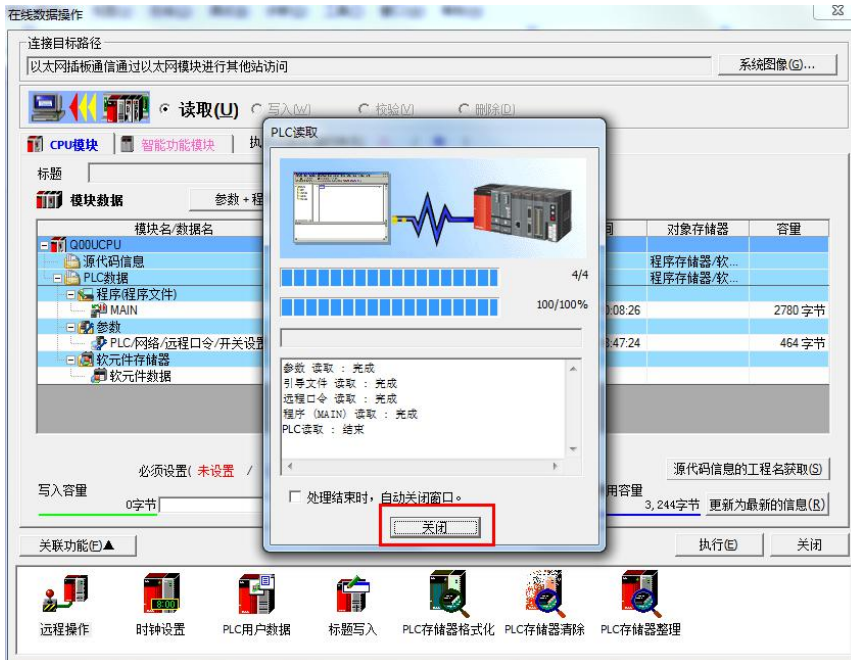 在线数据操作
连接目标路径
以太网插板通信通过以太网模块进行其他站访问
系统图像(G)...
读取(U) 写入(W) 校验(V) 删除(D)
PLC读取
CPU模块 智能功能模块 执
标题
模块数据 参数+程
模块名/数据名 对象存储器 容量
Q00UCPU
源代码信息 程序存储器/软...
PLC数据 程序存储器/软...
程序(程序文件)
MAIN :08:26 2780 字节
参数
PLC/网络/远程口令/开关设 :47:24 464 字节
软元件存储器
软元件数据
4/4
100/100%
参数 读取 : 完成
引导文件 读取 : 完成
远程口令 读取 : 完成
程序 (MAIN) 读取 : 完成
PLC读取 : 结束
处理结束时，自动关闭窗口。
关闭
必须设置( 未设置 /
源代码信息的工程名获取(S)
写入容量
0字节
用容量
3,244字节 更新为最新的信息(R)
关联功能(F)▲
执行(E) 关闭
远程操作 时钟设置 PLC用户数据 标题写入 PLC存储器格式化 PLC存储器清除 PLC存储器整理